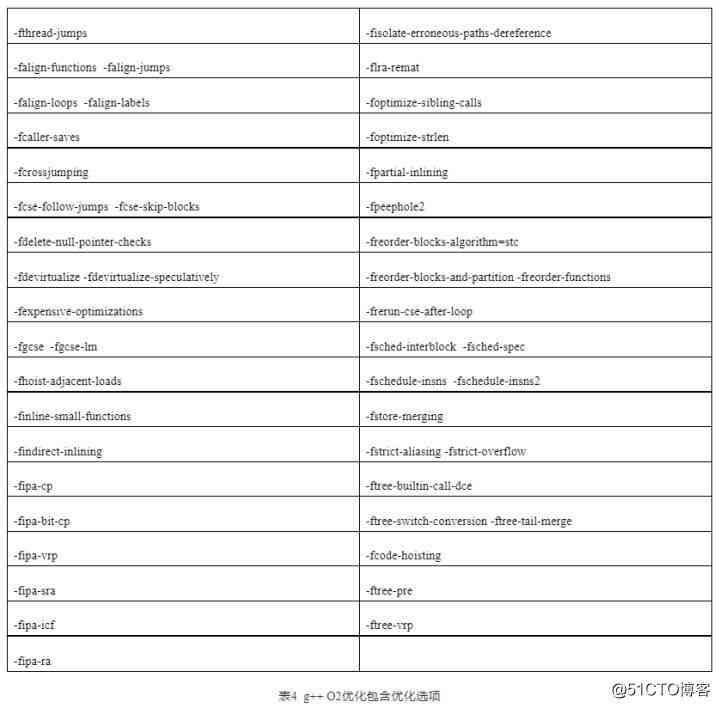 -fthread-jumps -fisolate-erroneous-paths-dereference
-falign-functions -falign-jumps -flra-remat
-falign-loops -falign-labels -foptimize-sibling-calls
-fcaller-saves -foptimize-strlen
-fcrossjumping -fpartial-inlining
-fcse-follow-jumps -fcse-skip-blocks -fpeephole2
-fdelete-null-pointer-checks -freorder-blocks-algorithm=stc
-fdevirtualize -fdevirtualize-speculatively -freorder-blocks-and-partition -freorder-functions
-fexpensive-optimizations -frerun-cse-after-loop
-fgcse -fgcse-lm -fsched-interblock -fsched-spec
-fhoist-adjacent-loads -fschedule-insns -fschedule-insns2
-finline-small-functions -fstore-merging
-findirect-inlining -fstrict-aliasing -fstrict-overflow
-fipa-cp -ftree-builtin-call-dce
-fipa-bit-cp -ftree-switch-conversion -ftree-tail-merge
-fipa-vrp -fcode-hoisting
-fipa-sra -ftree-pre
-fipa-icf -ftree-vrp
-fipa-ra
表4 g++ O2优化包含优化选项
@51CTO博客